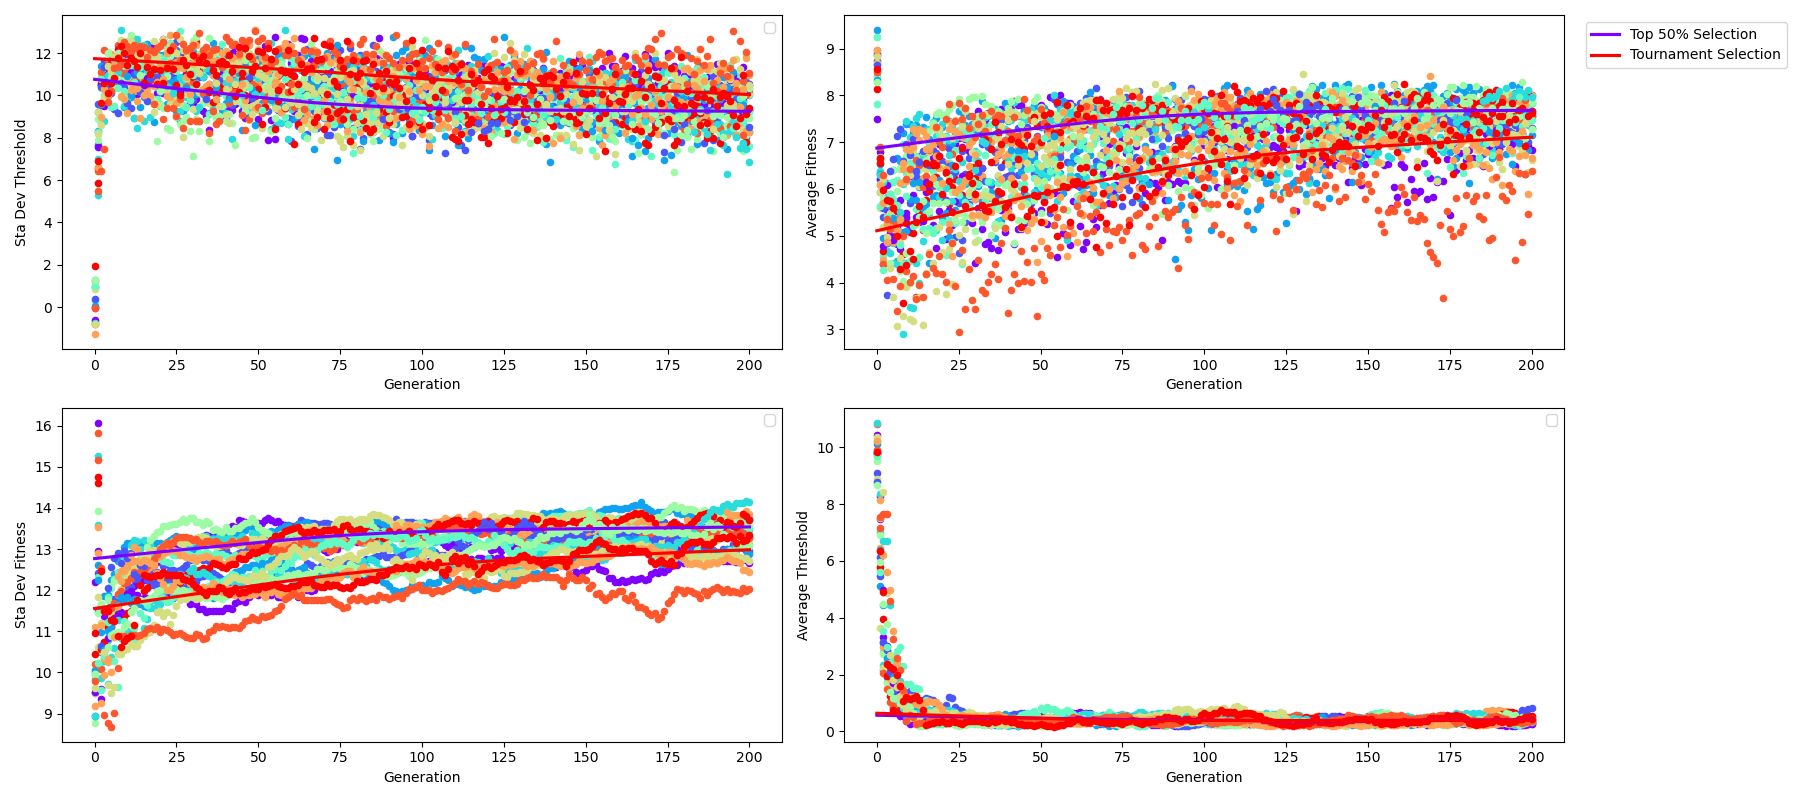 12
10
8
6
4
2
0
Sta Dev Threshold
0 25 50 75 100 125 150 175 200
Generation
9
8
7
6
5
4
3
Average Fitness
0 25 50 75 100 125 150 175 200
Generation
Top 50% Selection
Tournament Selection
16
15
14
13
12
11
10
9
Sta Dev Fitness
0 25 50 75 100 125 150 175 200
Generation
10
8
6
4
2
0
Average Threshold
0 25 50 75 100 125 150 175 200
Generation